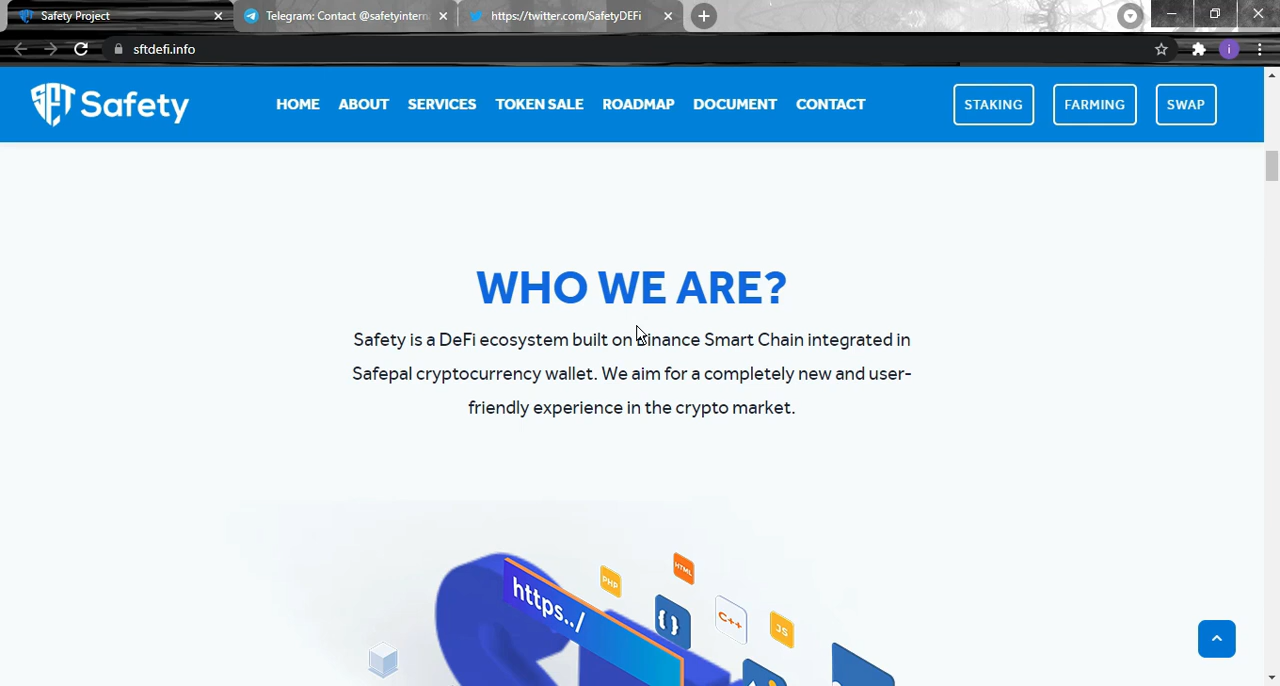 Safety Project
Telegram: Contact @safetyintern
https://twitter.com/SafetyDEFi
sftdefi.info
i
SFT Safety
HOME ABOUT SERVICES TOKEN SALE ROADMAP DOCUMENT CONTACT
STAKING FARMING SWAP
WHO WE ARE?
Safety is a DeFi ecosystem built on Binance Smart Chain integrated in
Safepal cryptocurrency wallet. We aim for a completely new and user-
friendly experience in the crypto market.
HTML
PHP
https../
{ }
C++
JS